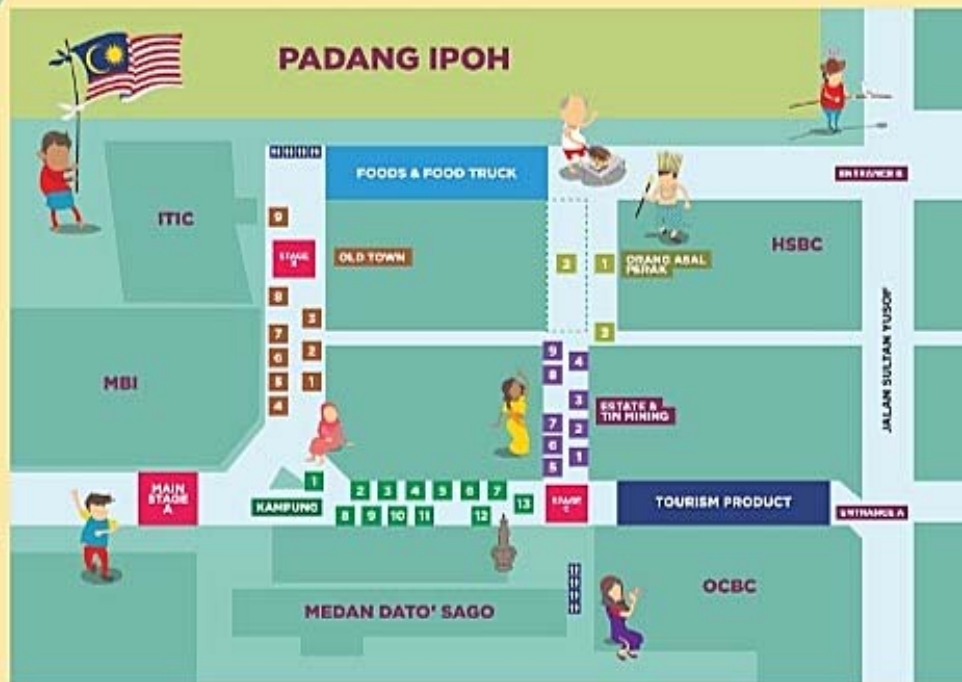 PADANG IPOH
FOODS & FOOD TRUCK
ENTRANCE B
ITIC
9
STAGE
OLD TOWN
2
1
ORANG ASAL
PERAK
HSBC
8
3
3
7
2
6
5
1
4
MBI
9
4
8
3
ESTATE &
TIN MINING
7
2
6
1
5
JALAN SULTAN YUSOF
MAIN
STAGE
A
KAMPUNG
1
2
3
4
5
6
7
8
9
10
11
12
13
STAGE
C
TOURISM PRODUCT
ENTRANCE A
MEDAN DATO' SAGO
OCBC